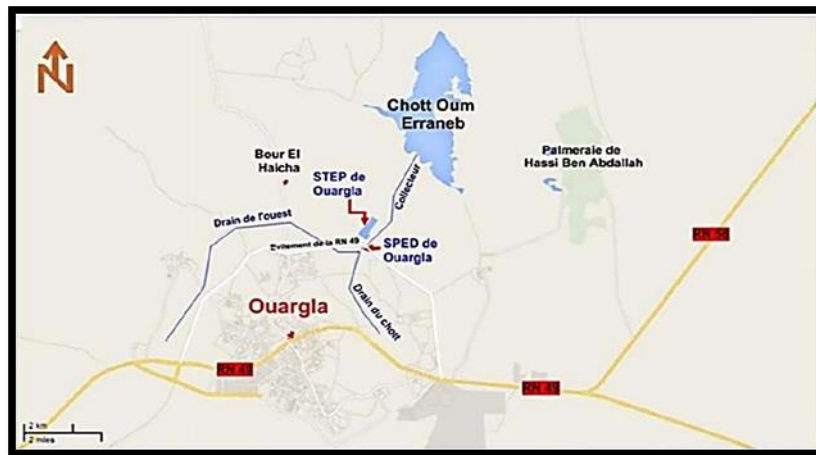 N
Chott Oum
Erraneb
Bour El
Haicha
STEP de
Ouargla
Palmeraie de
Hassi Ben Abdallah
Collecteur
Drain de l'ouest
Evitement de la RN 49
SPED de
Ouargla
RN 56
Drain du chott
Ouargla
RN 49
RN 49
2 km
2 miles